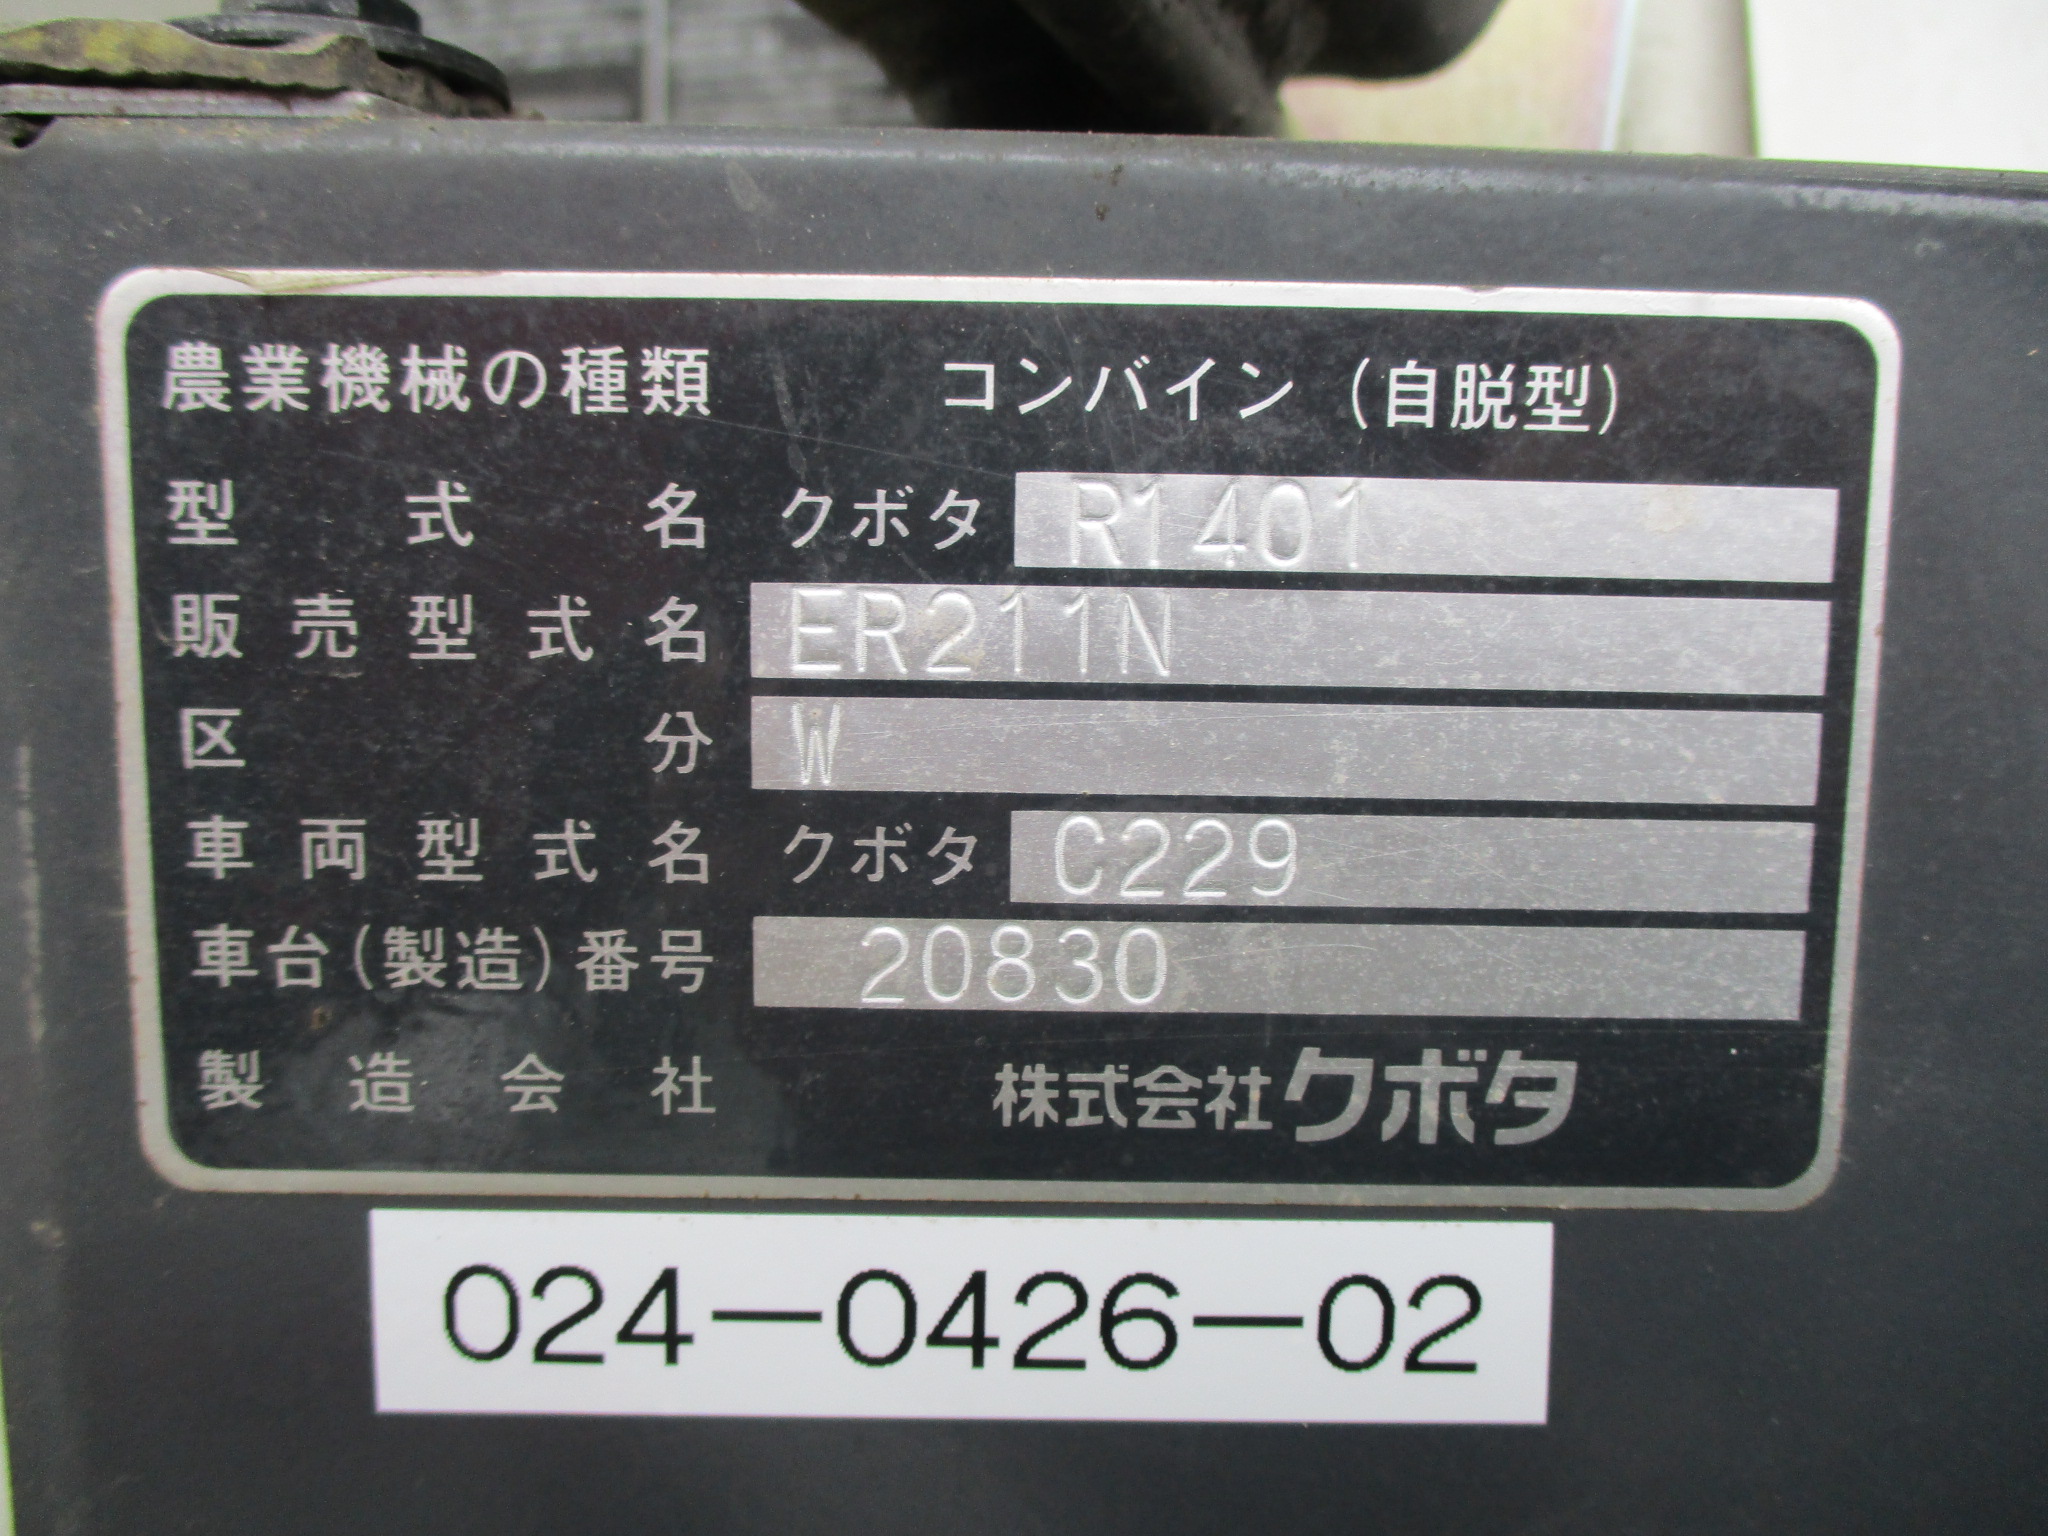 農業機械の種類 コンバイン (自脱型)
型式名 クボタ R1401
販売型式名 ER211N
区分 W
車両型式名 クボタ C229
車台(製造)番号 20830
製造会社 株式会社クボタ
024-0426-02